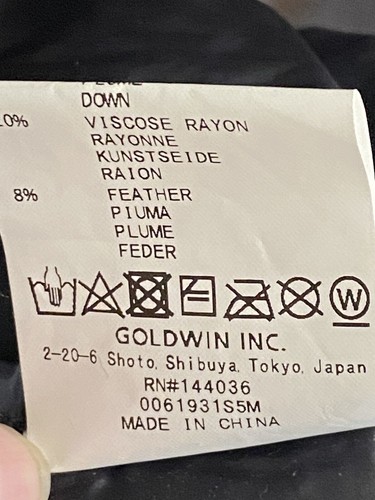 DOWN
10% VISCOSE RAYON
RAYONNE
KUNSTSEIDE
RAION
8% FEATHER
PIUMA
PLUME
FEDER
W
GOLDWIN INC.
2-20-6 Shoto, Shibuya, Tokyo, Japan
RN#144036
0061931S5M
MADE IN CHINA